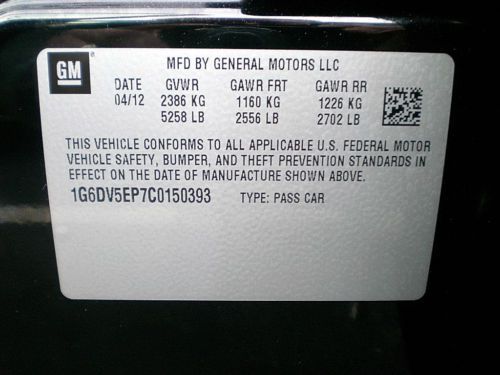 GM
MFD BY GENERAL MOTORS LLC
DATE GVWR GAWR FRT GAWR RR
04/12 2386 KG 1160 KG 1226 KG
5258 LB 2556 LB 2702 LB
THIS VEHICLE CONFORMS TO ALL APPLICABLE U.S. FEDERAL MOTOR
VEHICLE SAFETY, BUMPER, AND THEFT PREVENTION STANDARDS IN
EFFECT ON THE DATE OF MANUFACTURE SHOWN ABOVE.
1G6DV5EP7C0150393 TYPE: PASS CAR